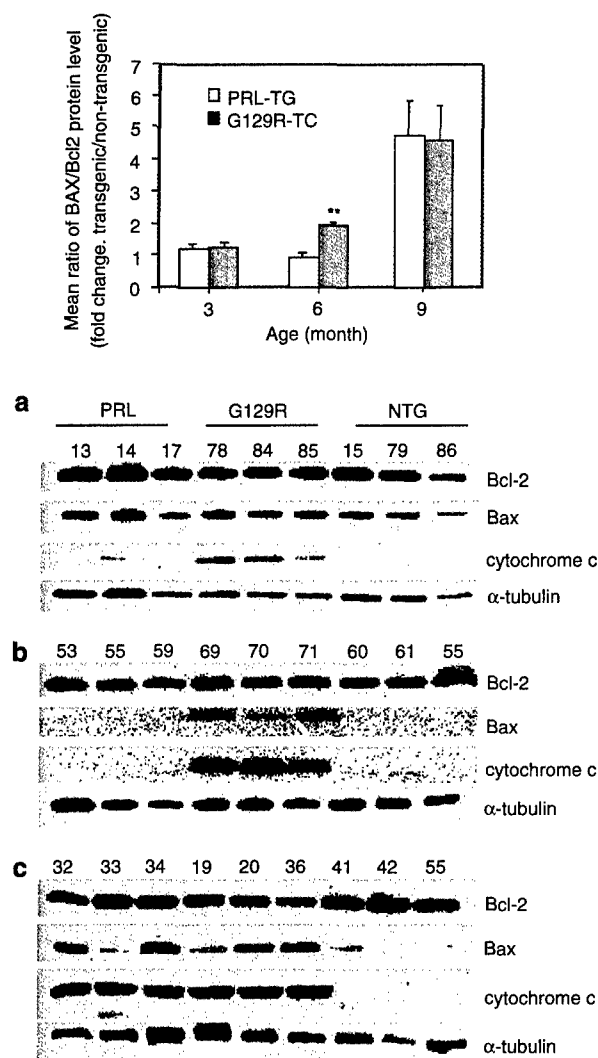 Mean ratio of BAX/Bcl2 protein level
(fold change. transgenic/non-transgenic)
7
6
5
4
3
2
1
0
PRL-TG
G129R-TC
**
3 6 9
Age (month)
a
PRL G129R NTG
13 14 17 78 84 85 15 79 86
Bcl-2
Bax
cytochrome c
α-tubulin
b
53 55 59 69 70 71 60 61 55
Bcl-2
Bax
cytochrome c
α-tubulin
c
32 33 34 19 20 36 41 42 55
Bcl-2
Bax
cytochrome c
α-tubulin